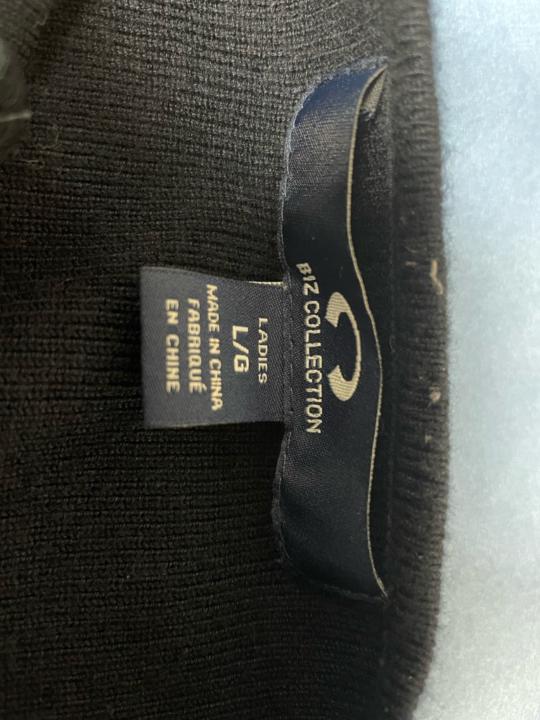 BIZ COLLECTION
LADIES
L/G
MADE IN CHINA
FABRIQUÉ
EN CHINE